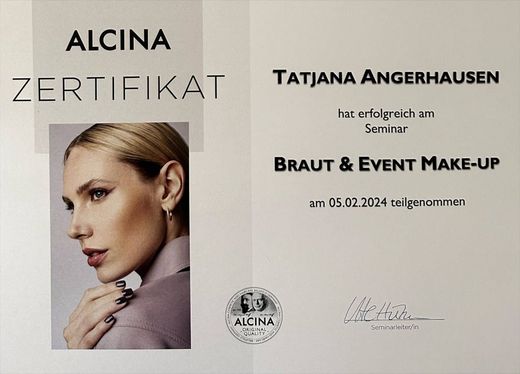 ALCINA
ZERTIFIKAT
TATJANA ANGERHAUSEN
hat erfolgreich am
Seminar
BRAUT & EVENT MAKE-UP
am 05.02.2024 teilgenommen
ALCINA
ORIGINAL
QUALITY
Seminarleiter/in